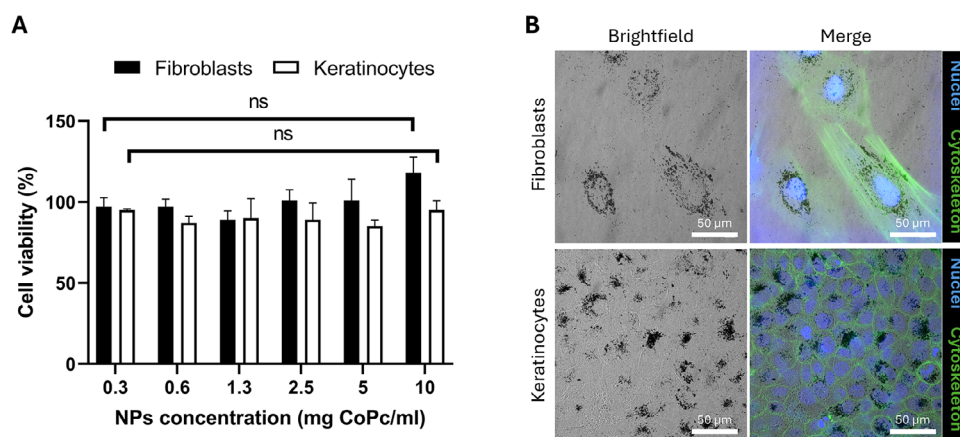 A
Fibroblasts
Keratinocytes
ns
ns
Cell viability (%)
150
100
50
0
0.3
0.6
1.3
2.5
5
10
NPs concentration (mg CoPc/ml)
B
Brightfield
Merge
Fibroblasts
50 µm
50 µm
Nuclei
Cytoskeleton
Keratinocytes
50 µm
50 µm
Nuclei
Cytoskeleton